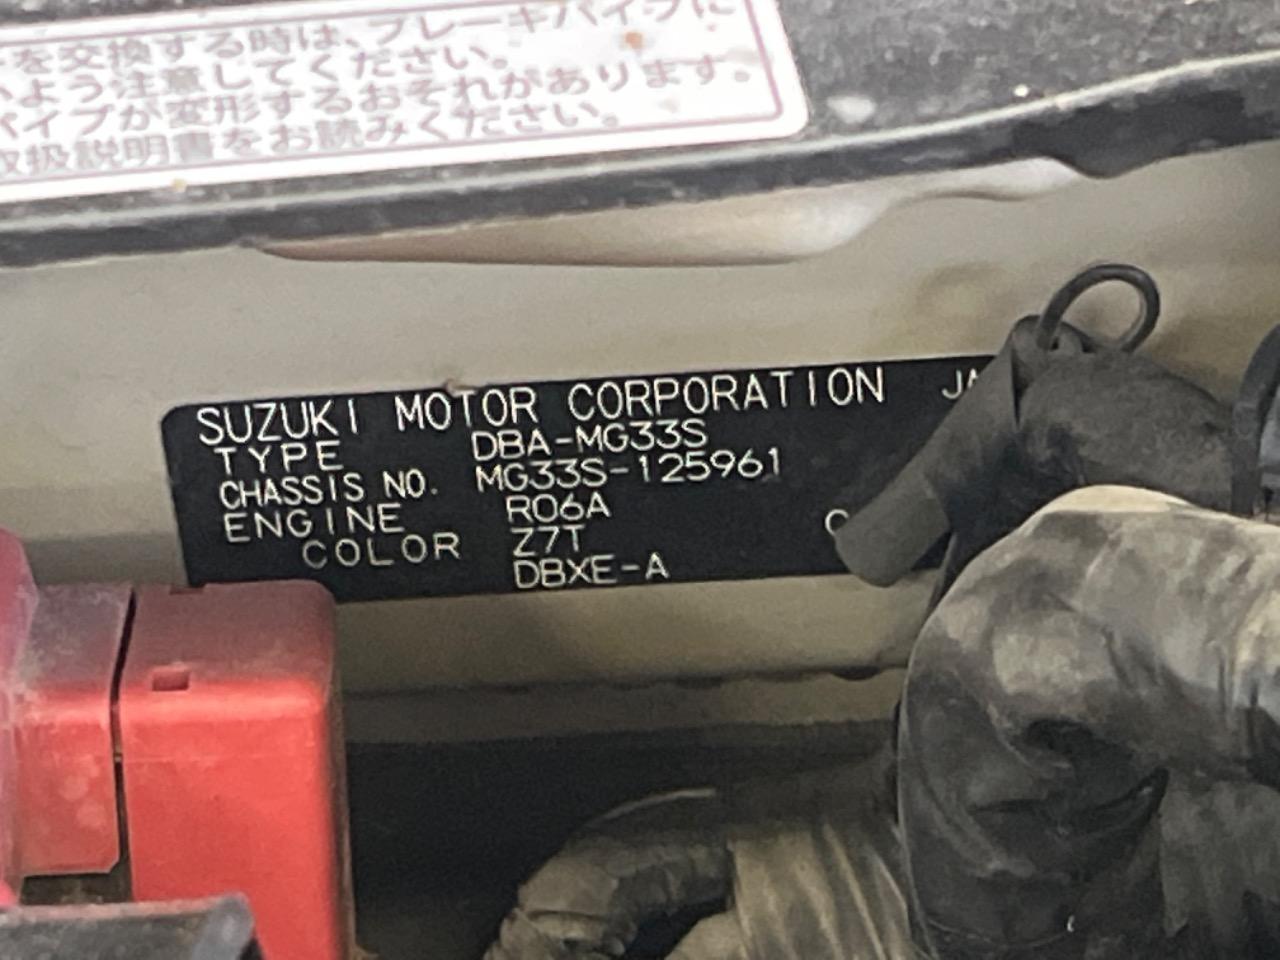 を交換する時は、ブレーキパイプに
よう注意してください。
パイプが変形するおそれがあります。
取扱説明書をお読みください。
SUZUKI MOTOR CORPORATION JA
TYPE DBA-MG33S
CHASSIS NO. MG33S-125961
ENGINE R06A
COLOR Z7T C
DBXE-A